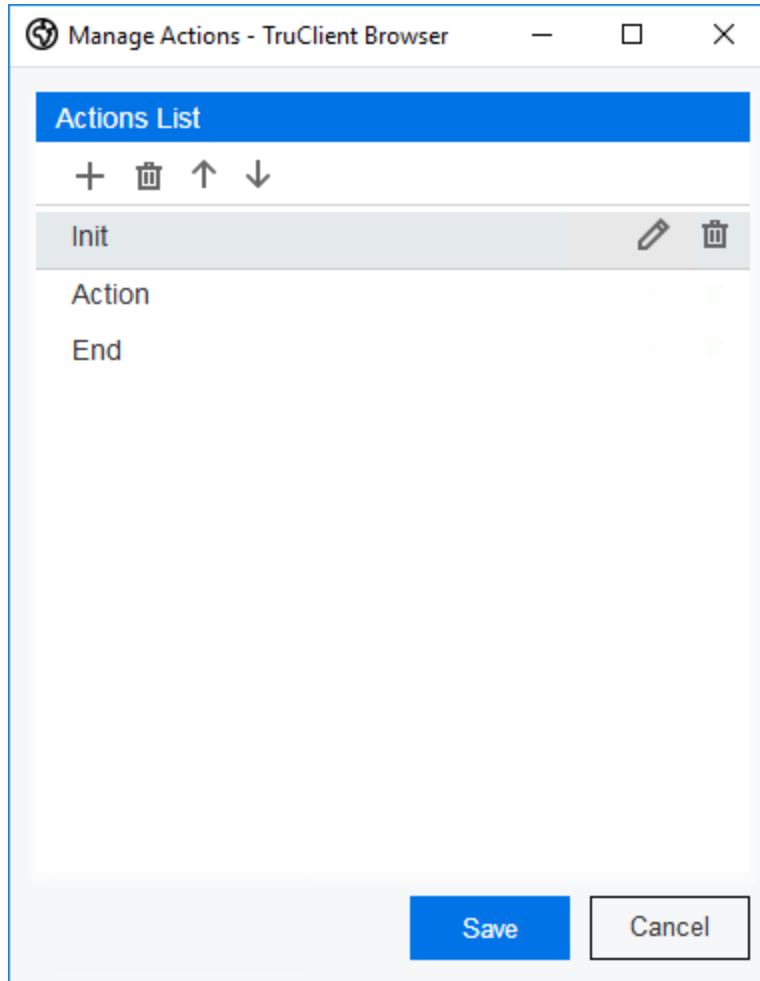 Manage Actions - TruClient Browser
Actions List
Init
Action
End
Save Cancel